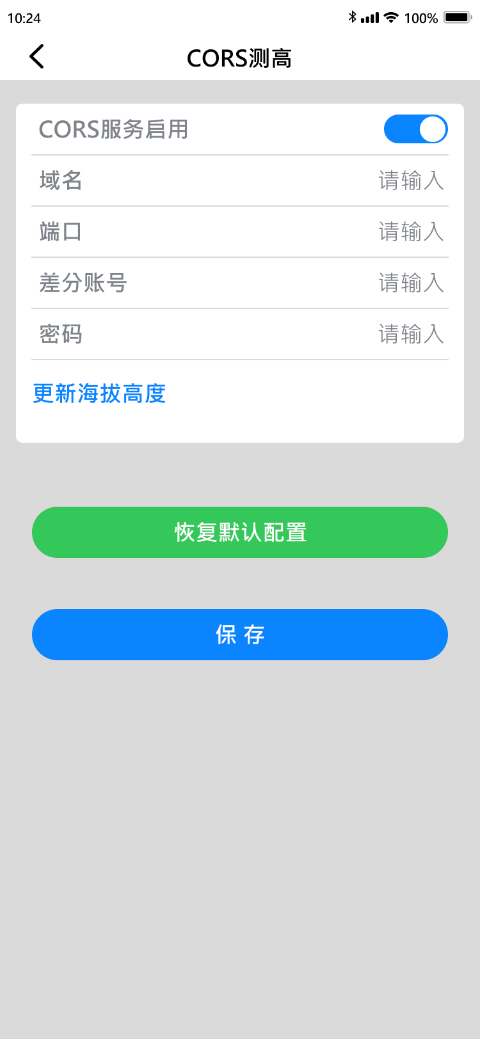 10:24 100%
CORS测高
CORS服务启用
域名 请输入
端口 请输入
差分账号 请输入
密码 请输入
更新海拔高度
恢复默认配置
保 存